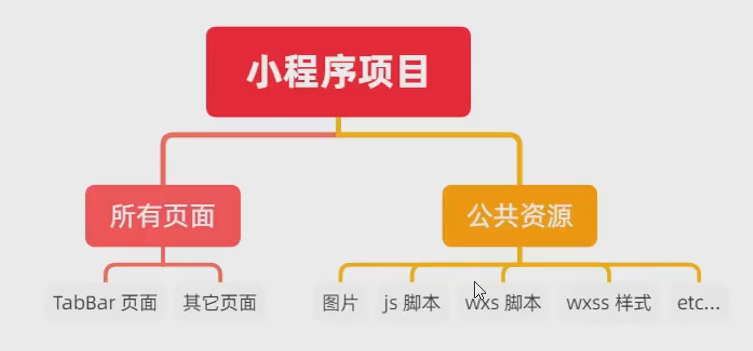 小程序项目
所有页面
公共资源
TabBar 页面
其它页面
图片
js 脚本
wxs 脚本
wxss 样式
etc...